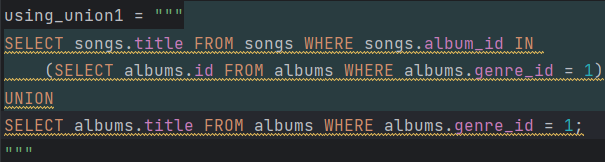 using_union1 = """
SELECT songs.title FROM songs WHERE songs.album_id IN
    (SELECT albums.id FROM albums WHERE albums.genre_id = 1)
UNION
SELECT albums.title FROM albums WHERE albums.genre_id = 1;
"""